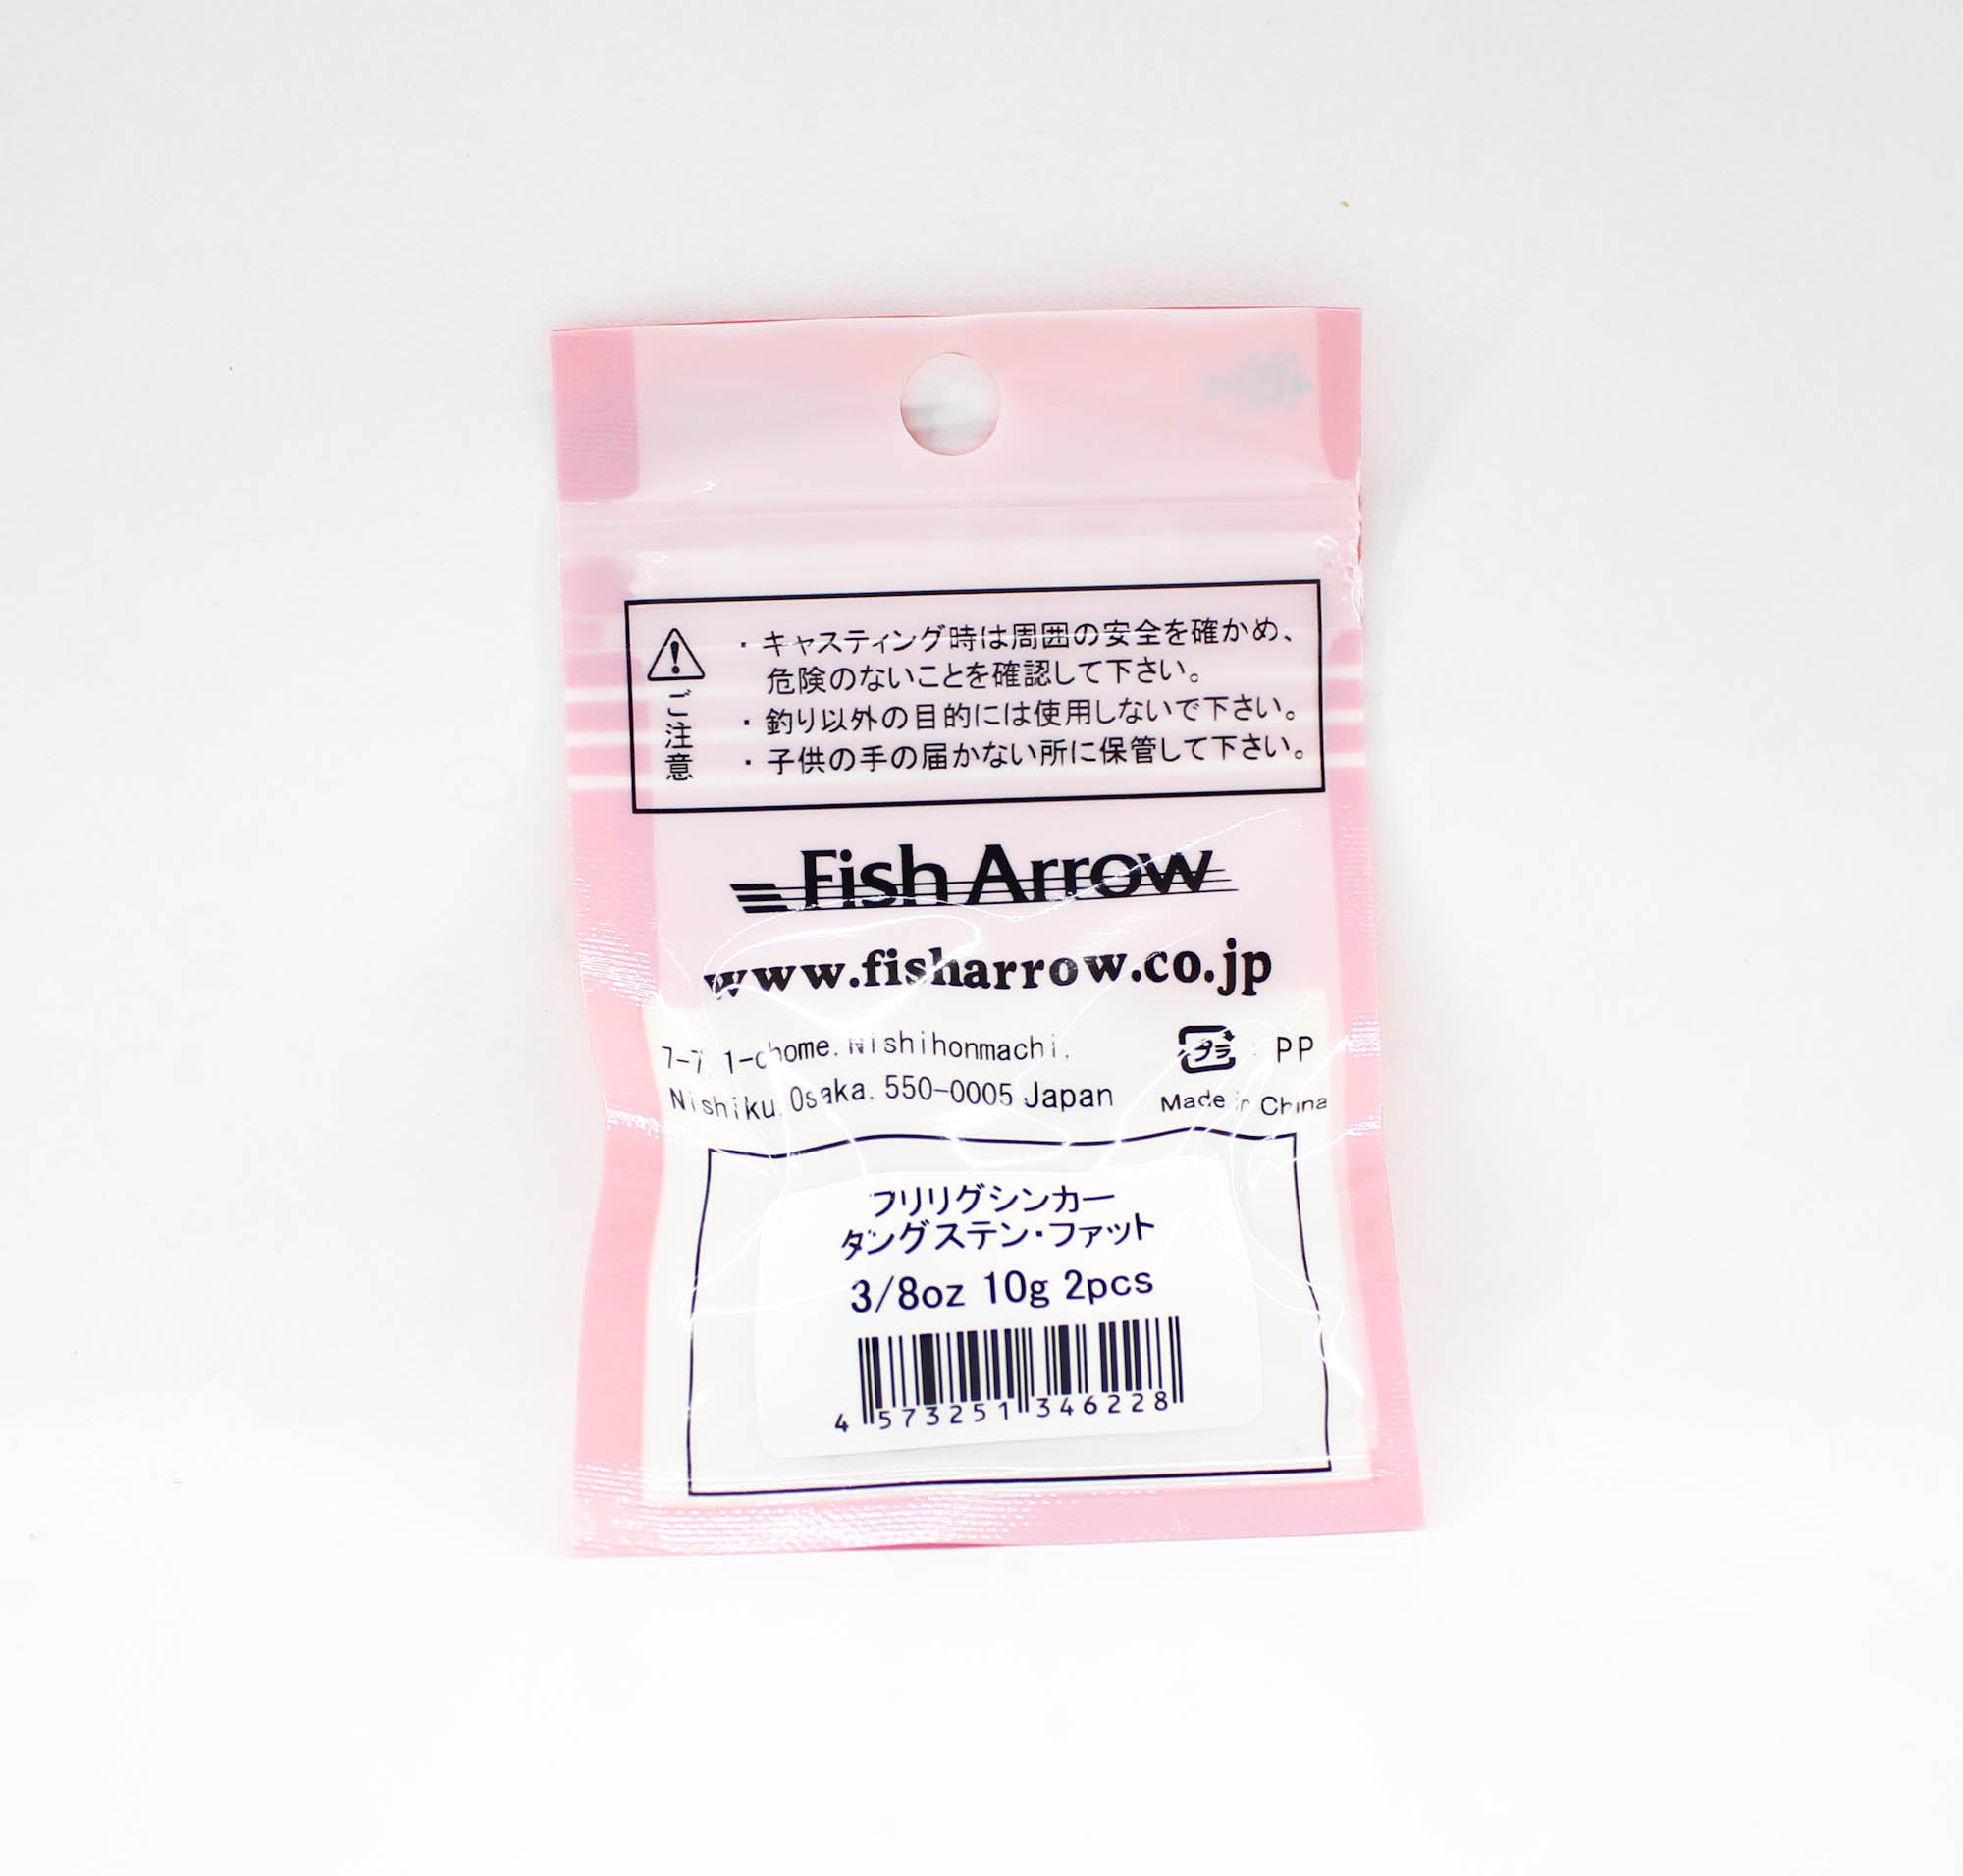 ご注意
・キャスティング時は周囲の安全を確かめ、
危険のないことを確認して下さい。
・釣り以外の目的には使用しないで下さい。
・子供の手の届かない所に保管して下さい。
Fish Arrow
www.fisharrow.co.jp
7-7 1-chome, Nishihonmachi,
Nishiku, Osaka, 550-0005 Japan
プラ PP
Made in China
フリリグシンカー
タングステン・ファット
3/8oz 10g 2pcs
4 573251 346228